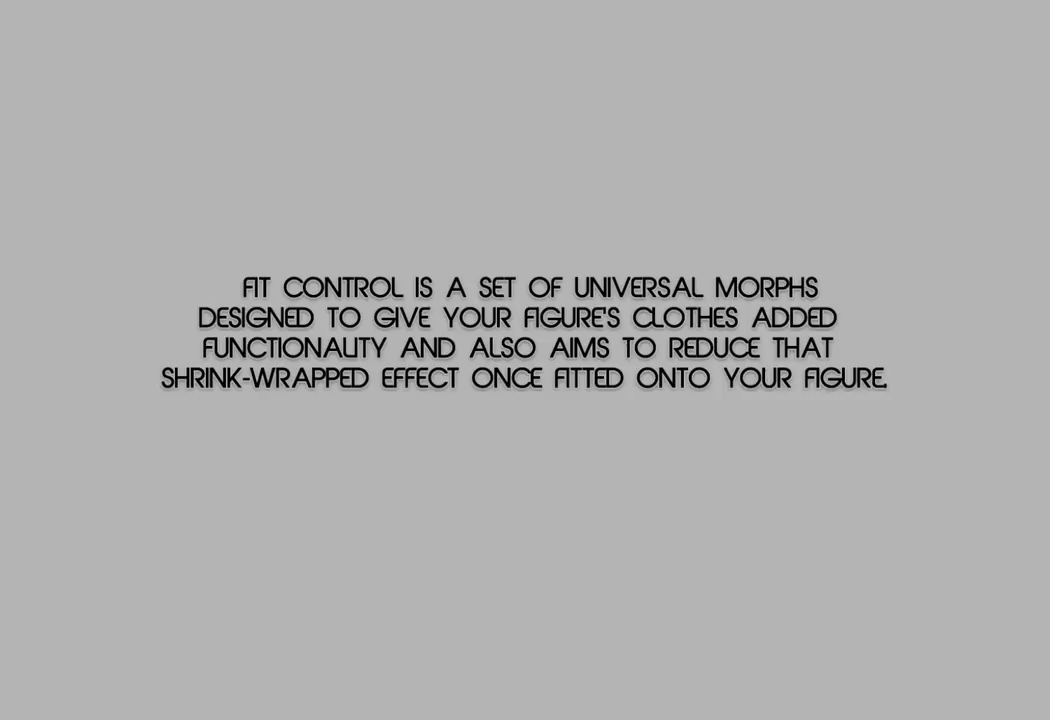 FIT CONTROL IS A SET OF UNIVERSAL MORPHS
DESIGNED TO GIVE YOUR FIGURE'S CLOTHES ADDED
FUNCTIONALITY AND ALSO AIMS TO REDUCE THAT
SHRINK-WRAPPED EFFECT ONCE FITTED ONTO YOUR FIGURE.